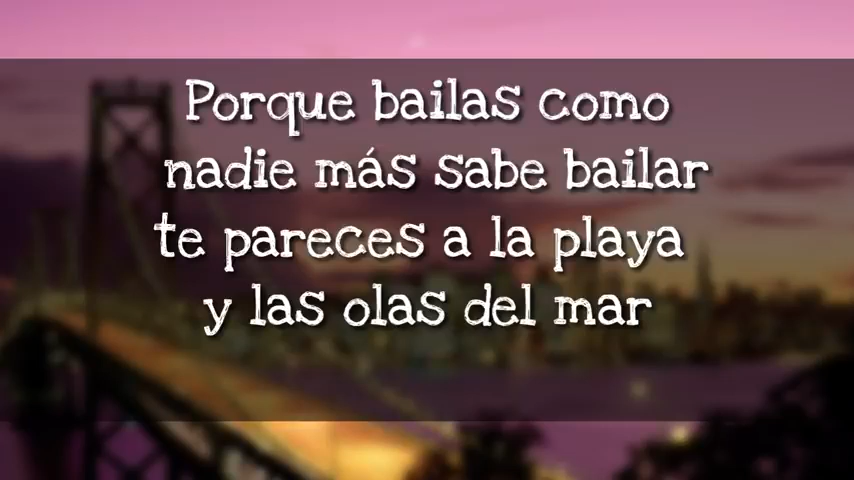 Porque bailas como
nadie más sabe bailar
te pareces a la playa
y las olas del mar